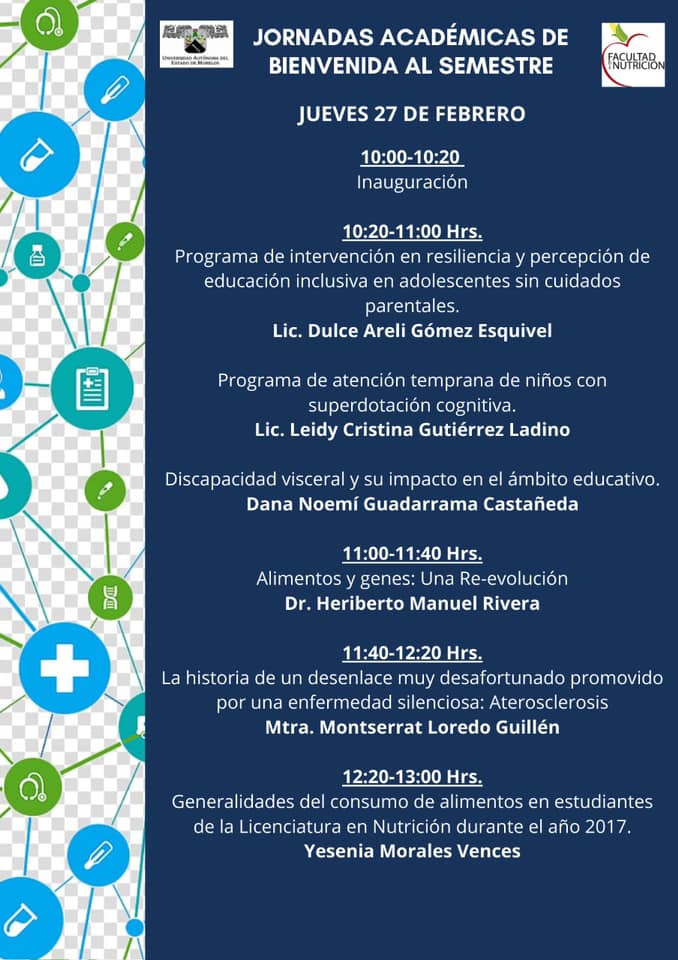 UNIVERSIDAD AUTÓNOMA DEL
ESTADO DE MORELOS
JORNADAS ACADÉMICAS DE
BIENVENIDA AL SEMESTRE
FACULTAD
DE NUTRICIÓN
JUEVES 27 DE FEBRERO
10:00-10:20
Inauguración
10:20-11:00 Hrs.
Programa de intervención en resiliencia y percepción de
educación inclusiva en adolescentes sin cuidados
parentales.
Lic. Dulce Areli Gómez Esquivel
Programa de atención temprana de niños con
superdotación cognitiva.
Lic. Leidy Cristina Gutiérrez Ladino
Discapacidad visceral y su impacto en el ámbito educativo.
Dana Noemí Guadarrama Castañeda
11:00-11:40 Hrs.
Alimentos y genes: Una Re-evolución
Dr. Heriberto Manuel Rivera
11:40-12:20 Hrs.
La historia de un desenlace muy desafortunado promovido
por una enfermedad silenciosa: Aterosclerosis
Mtra. Montserrat Loredo Guillén
12:20-13:00 Hrs.
Generalidades del consumo de alimentos en estudiantes
de la Licenciatura en Nutrición durante el año 2017.
Yesenia Morales Vences